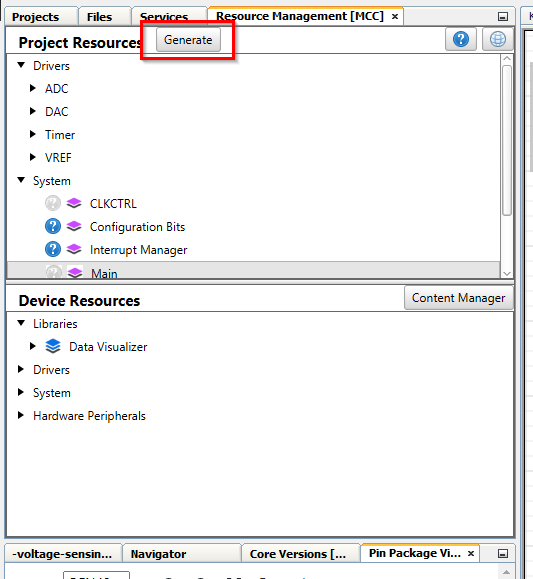 Projects Files Services Resource Management [MCC] ×
Project Resources Generate ?
Drivers
ADC
DAC
Timer
VREF
System
? CLKCTRL
? Configuration Bits
? Interrupt Manager
? Main
Device Resources Content Manager
Libraries
Data Visualizer
Drivers
System
Hardware Peripherals
-voltage-sensin... Navigator Core Versions [... Pin Package Vi... ×